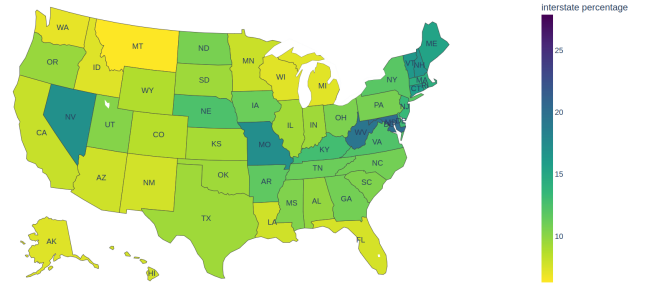 interstate percentage
WA
MT
ND
MN
ME
OR
ID
SD
WI
MI
VT
NH
NY
MA
CT
RI
WY
NE
IA
PA
NJ
NV
UT
CO
KS
MO
IL
IN
OH
WV
VA
KY
CA
AZ
NM
OK
AR
TN
NC
SC
MS
AL
GA
TX
LA
FL
AK
HI
25
20
15
10